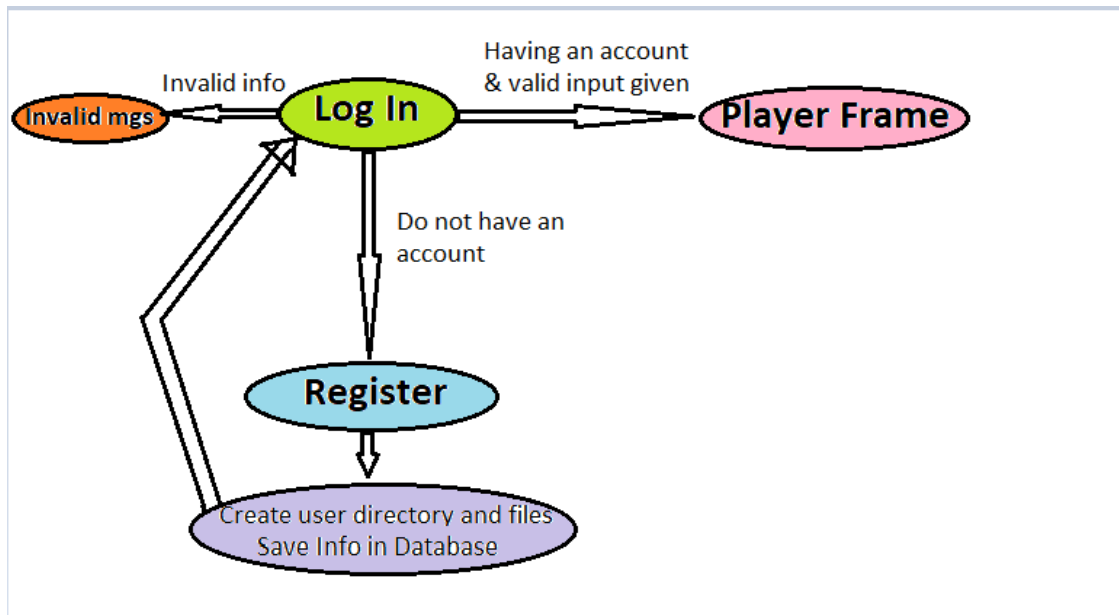 Having an account
& valid input given
Invalid info
Log In
Invalid mgs
Player Frame
Do not have an
account
Register
Create user directory and files
Save Info in Database